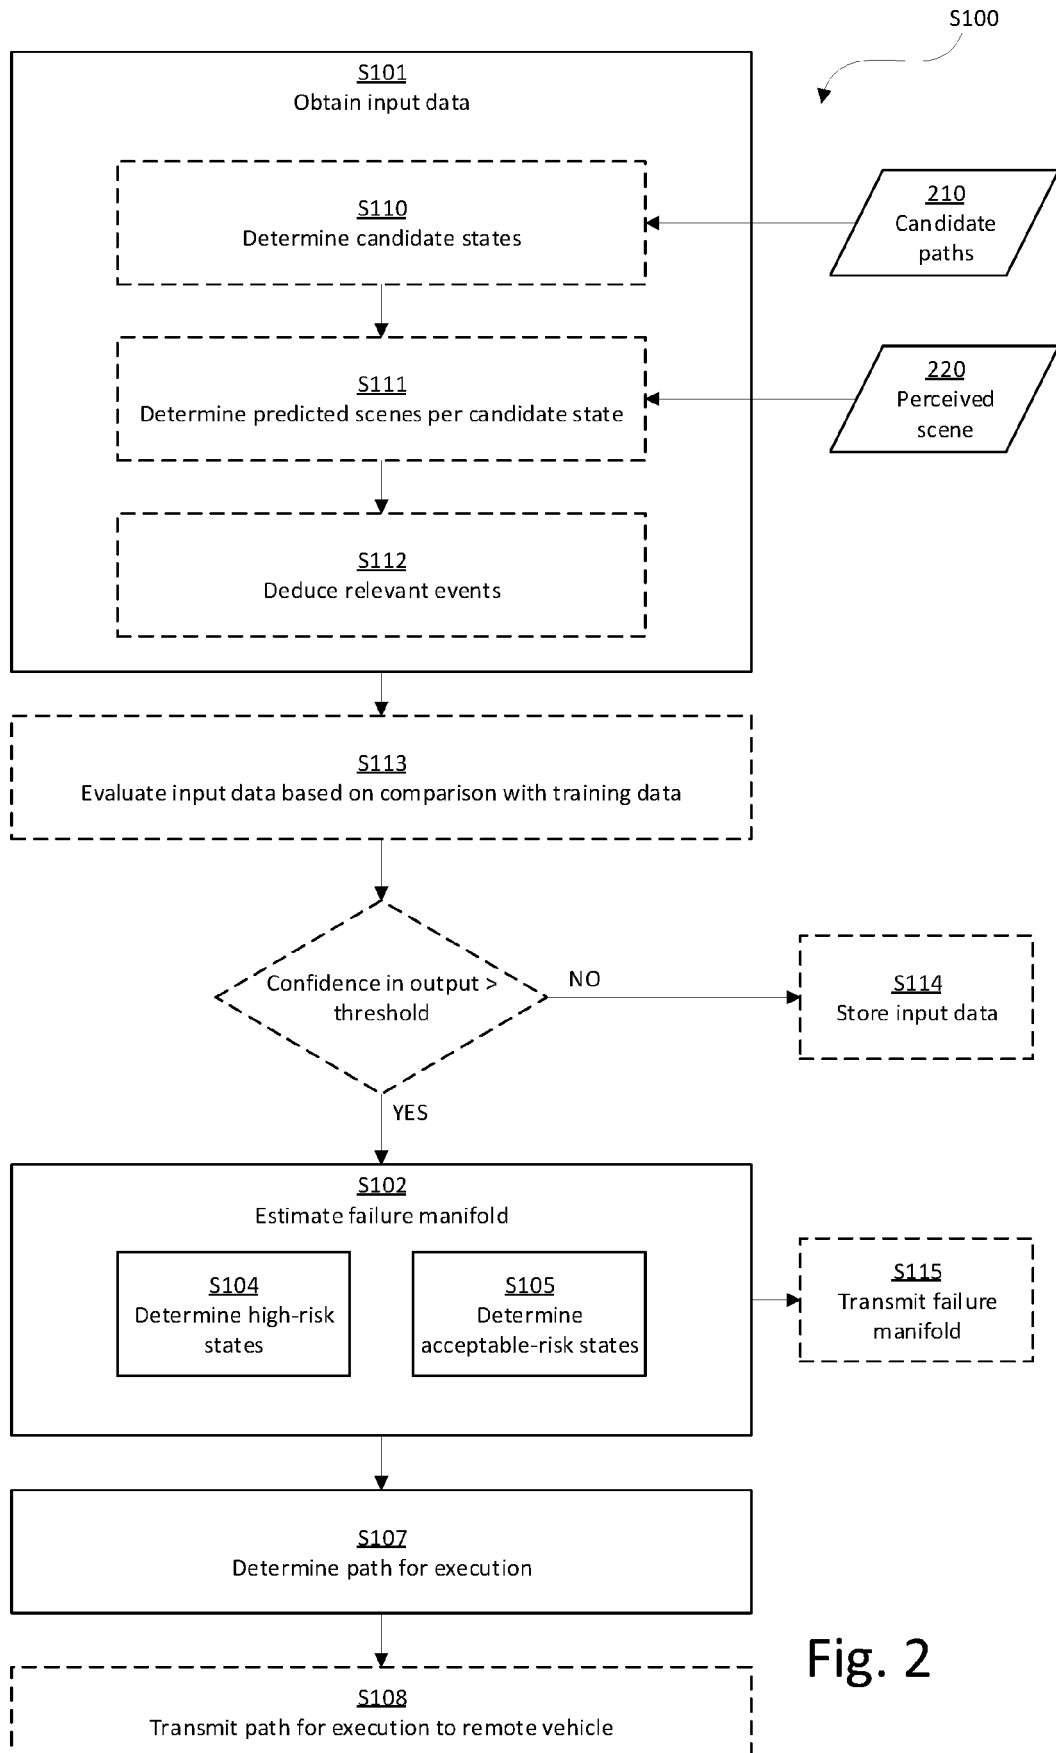 S100
S101
Obtain input data
S110
Determine candidate states
210
Candidate
paths
S111
Determine predicted scenes per candidate state
220
Perceived
scene
S112
Deduce relevant events
S113
Evaluate input data based on comparison with training data
Confidence in output >
threshold
NO
S114
Store input data
YES
S102
Estimate failure manifold
S104
Determine high-risk
states
S105
Determine
acceptable-risk states
S115
Transmit failure
manifold
S107
Determine path for execution
Fig. 2
S108
Transmit path for execution to remote vehicle